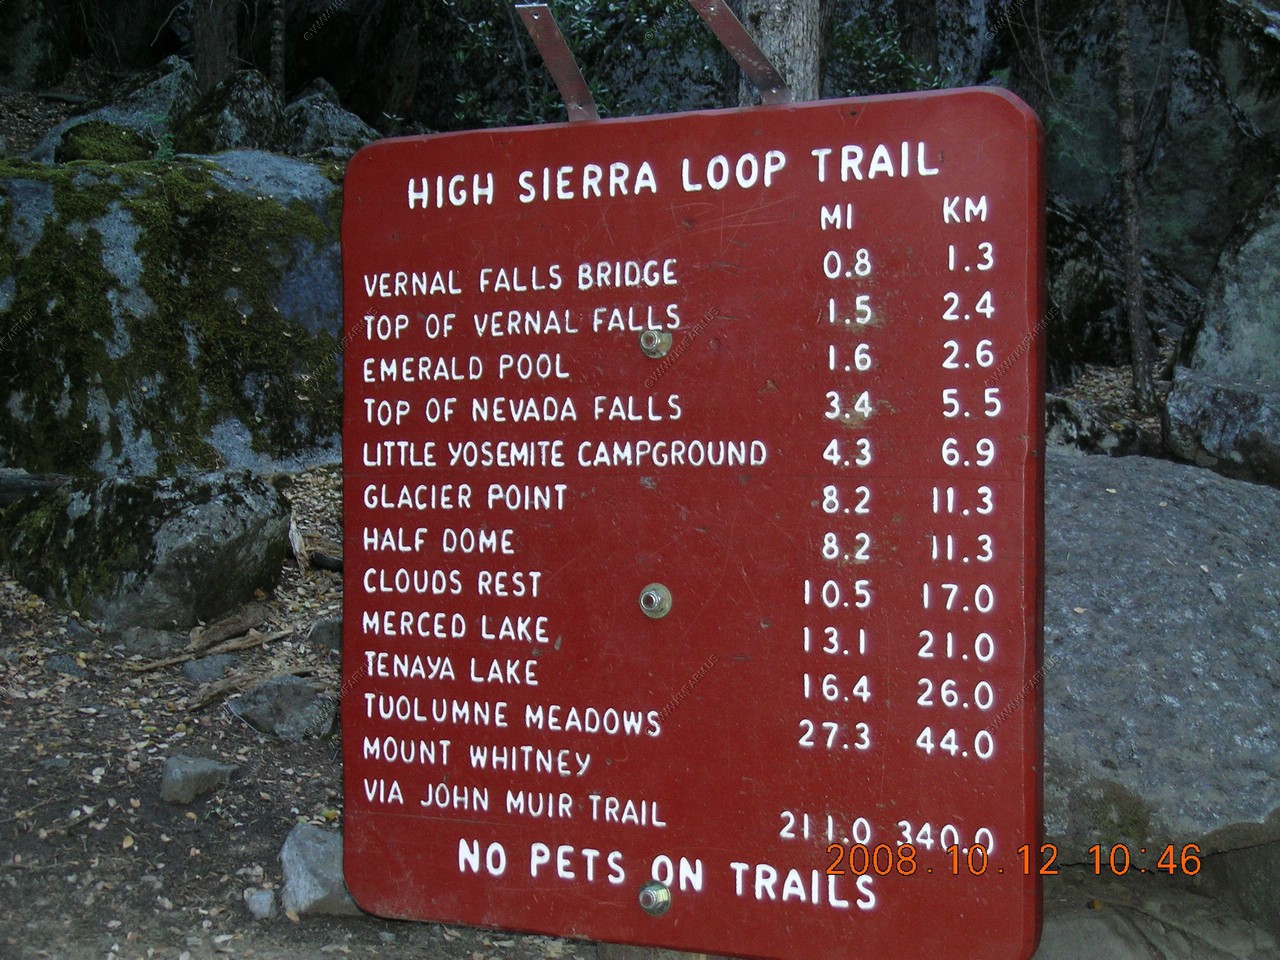 HIGH SIERRA LOOP TRAIL
MI KM
VERNAL FALLS BRIDGE 0.8 1.3
TOP OF VERNAL FALLS 1.5 2.4
EMERALD POOL 1.6 2.6
TOP OF NEVADA FALLS 3.4 5.5
LITTLE YOSEMITE CAMPGROUND 4.3 6.9
GLACIER POINT 8.2 11.3
HALF DOME 8.2 11.3
CLOUDS REST 10.5 17.0
MERCED LAKE 13.1 21.0
TENAYA LAKE 16.4 26.0
TUOLUMNE MEADOWS 27.3 44.0
MOUNT WHITNEY
VIA JOHN MUIR TRAIL 211.0 340.0
NO PETS ON TRAILS
2008.10.12 10:46